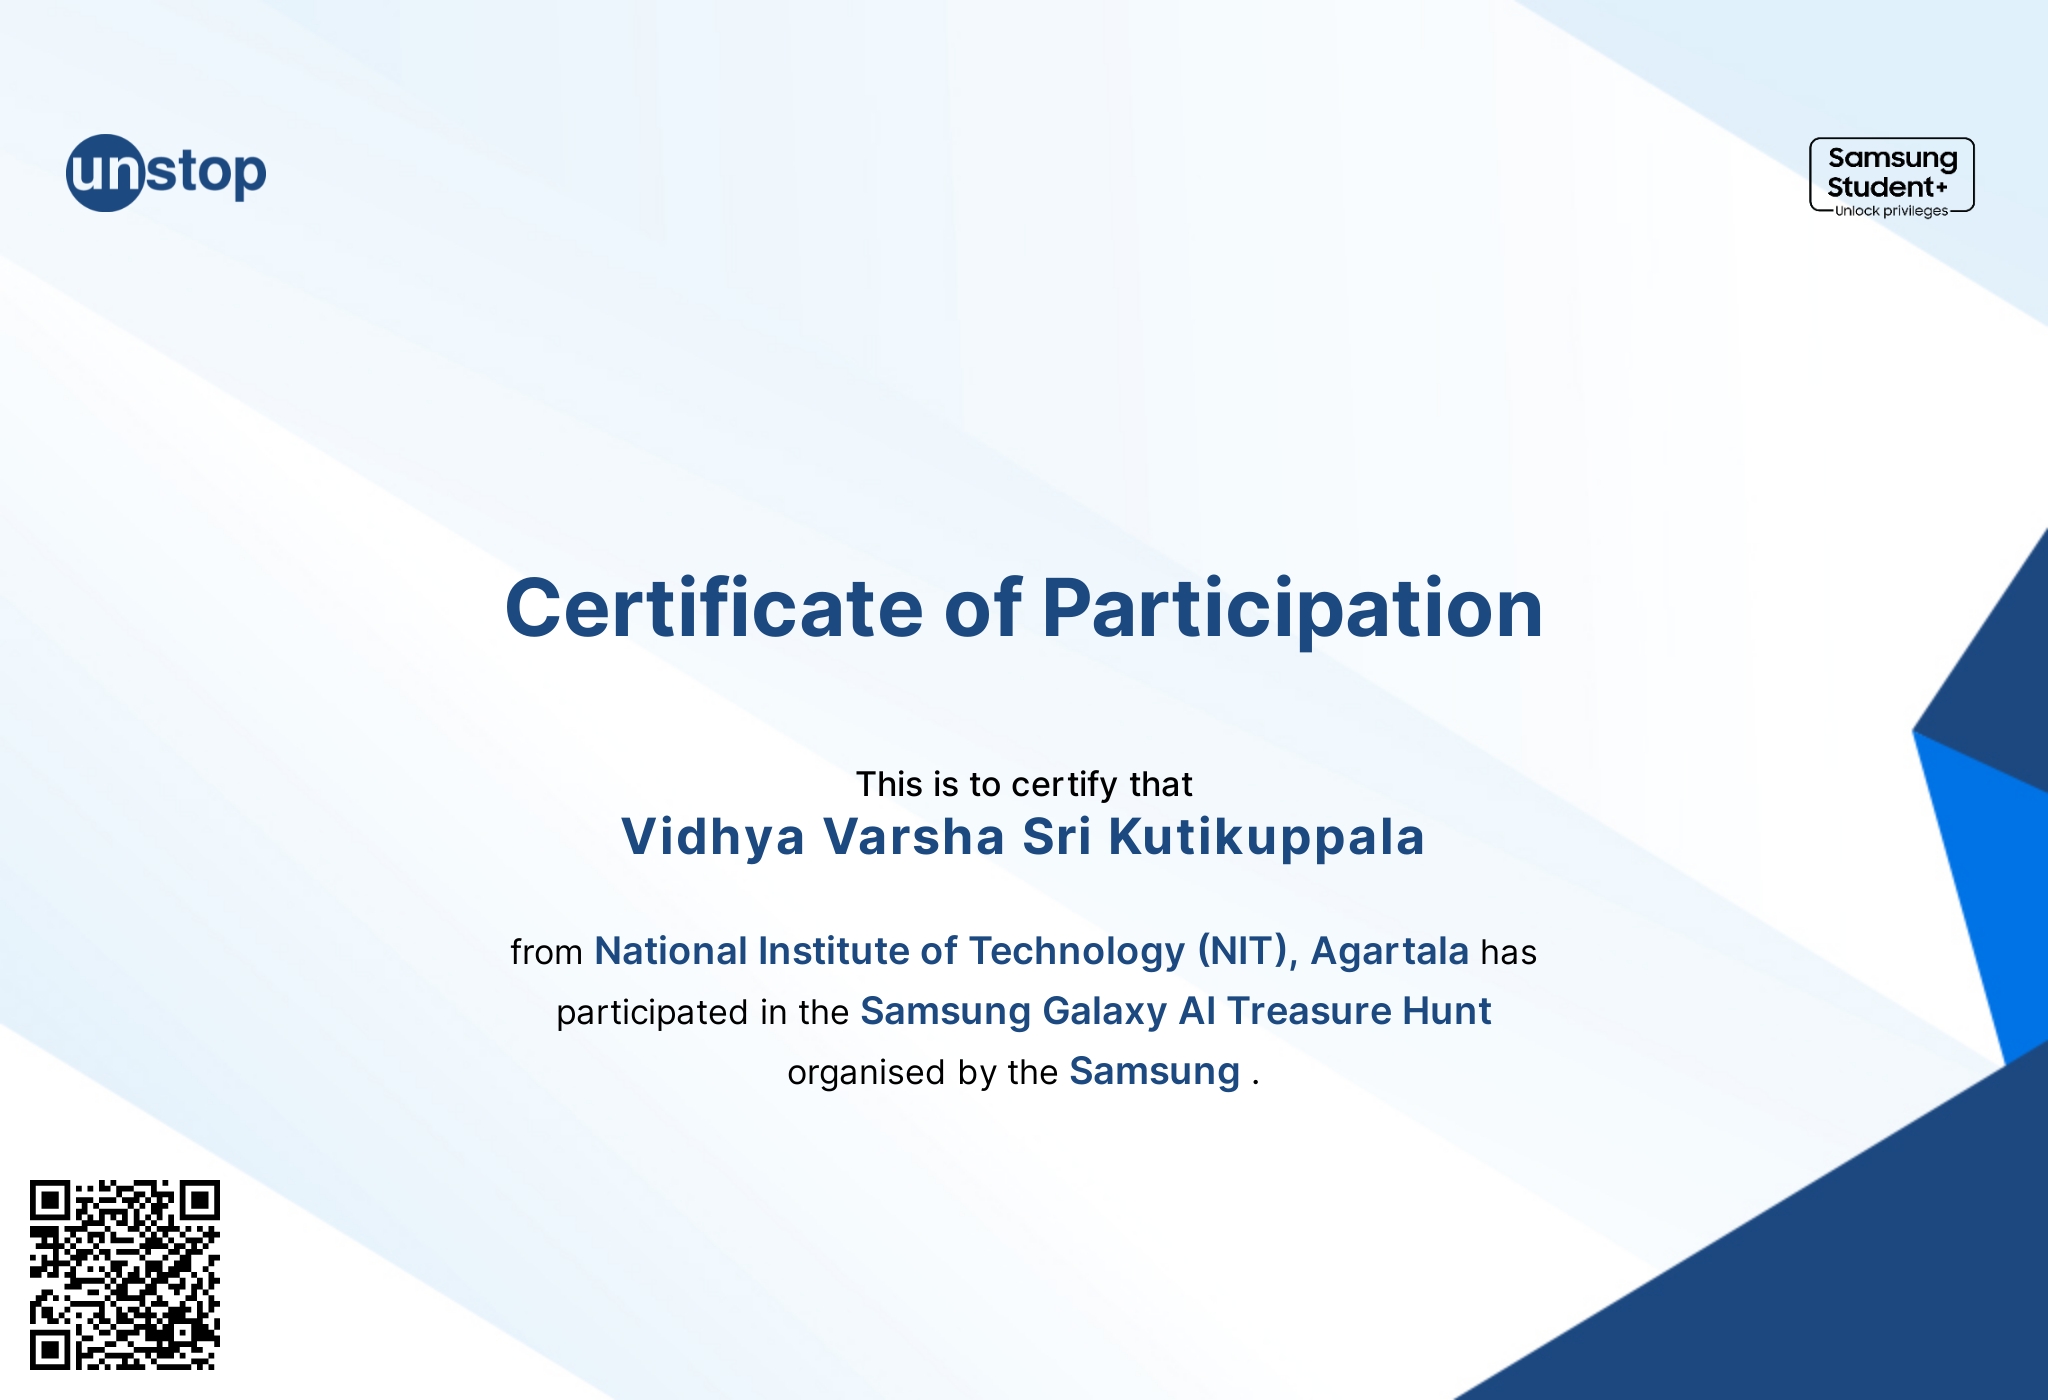 unstop
Samsung
Student+
Unlock privileges
Certificate of Participation
This is to certify that
Vidhya Varsha Sri Kutikuppala
from National Institute of Technology (NIT), Agartala has
participated in the Samsung Galaxy AI Treasure Hunt
organised by the Samsung .